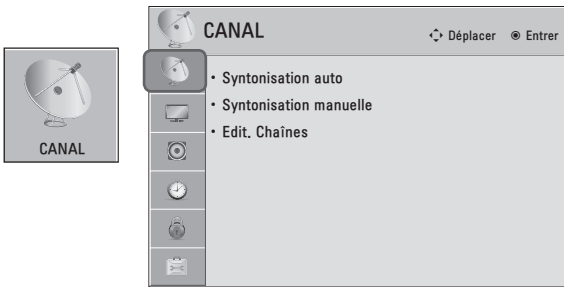 CANAL
CANAL
Déplacer Entrer
• Syntonisation auto
• Syntonisation manuelle
• Edit. Chaînes